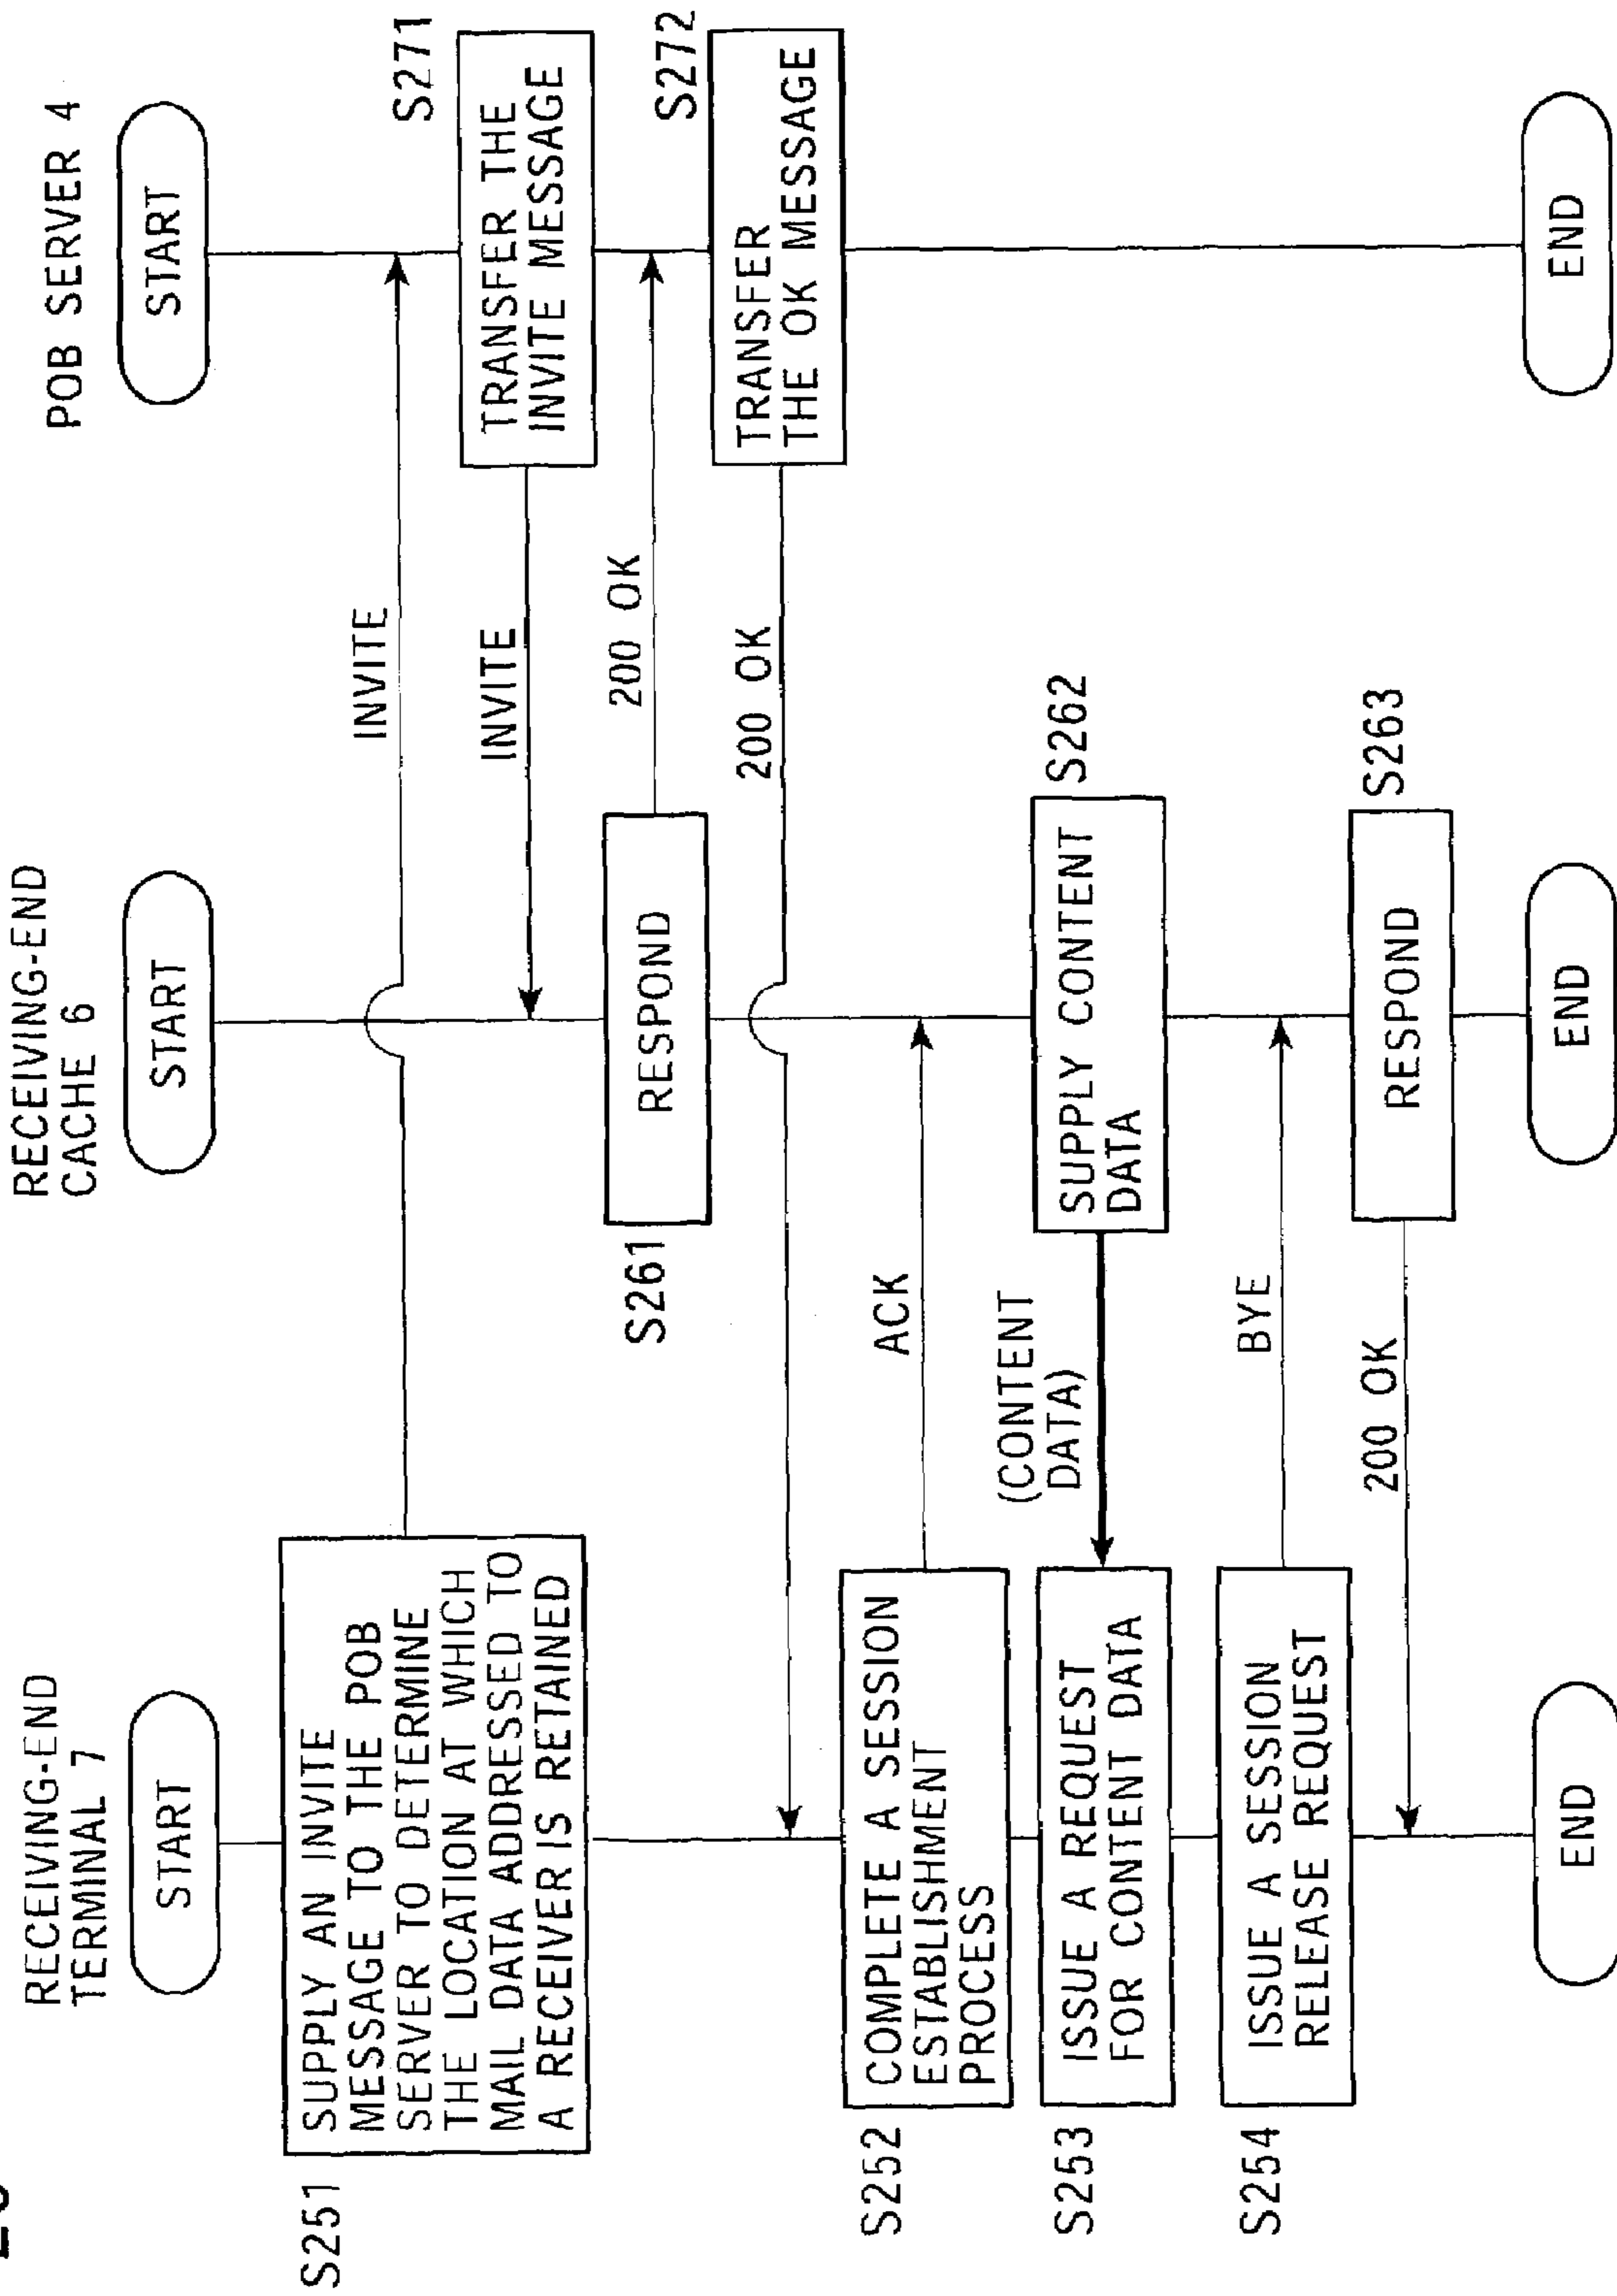 RECEIVING-END
TERMINAL 7
RECEIVING-END
CACHE 6
POB SERVER 4
START
START
START
S251
SUPPLY AN INVITE
MESSAGE TO THE POB
SERVER TO DETERMINE
THE LOCATION AT WHICH
MAIL DATA ADDRESSED TO
A RECEIVER IS RETAINED
INVITE
S271
TRANSFER THE
INVITE MESSAGE
INVITE
S261
RESPOND
200 OK
S272
TRANSFER
THE OK MESSAGE
200 OK
S252
COMPLETE A SESSION
ESTABLISHMENT
PROCESS
ACK
S253
ISSUE A REQUEST
FOR CONTENT DATA
(CONTENT
DATA)
S262
SUPPLY CONTENT
DATA
S254
ISSUE A SESSION
RELEASE REQUEST
BYE
S263
RESPOND
200 OK
END
END
END